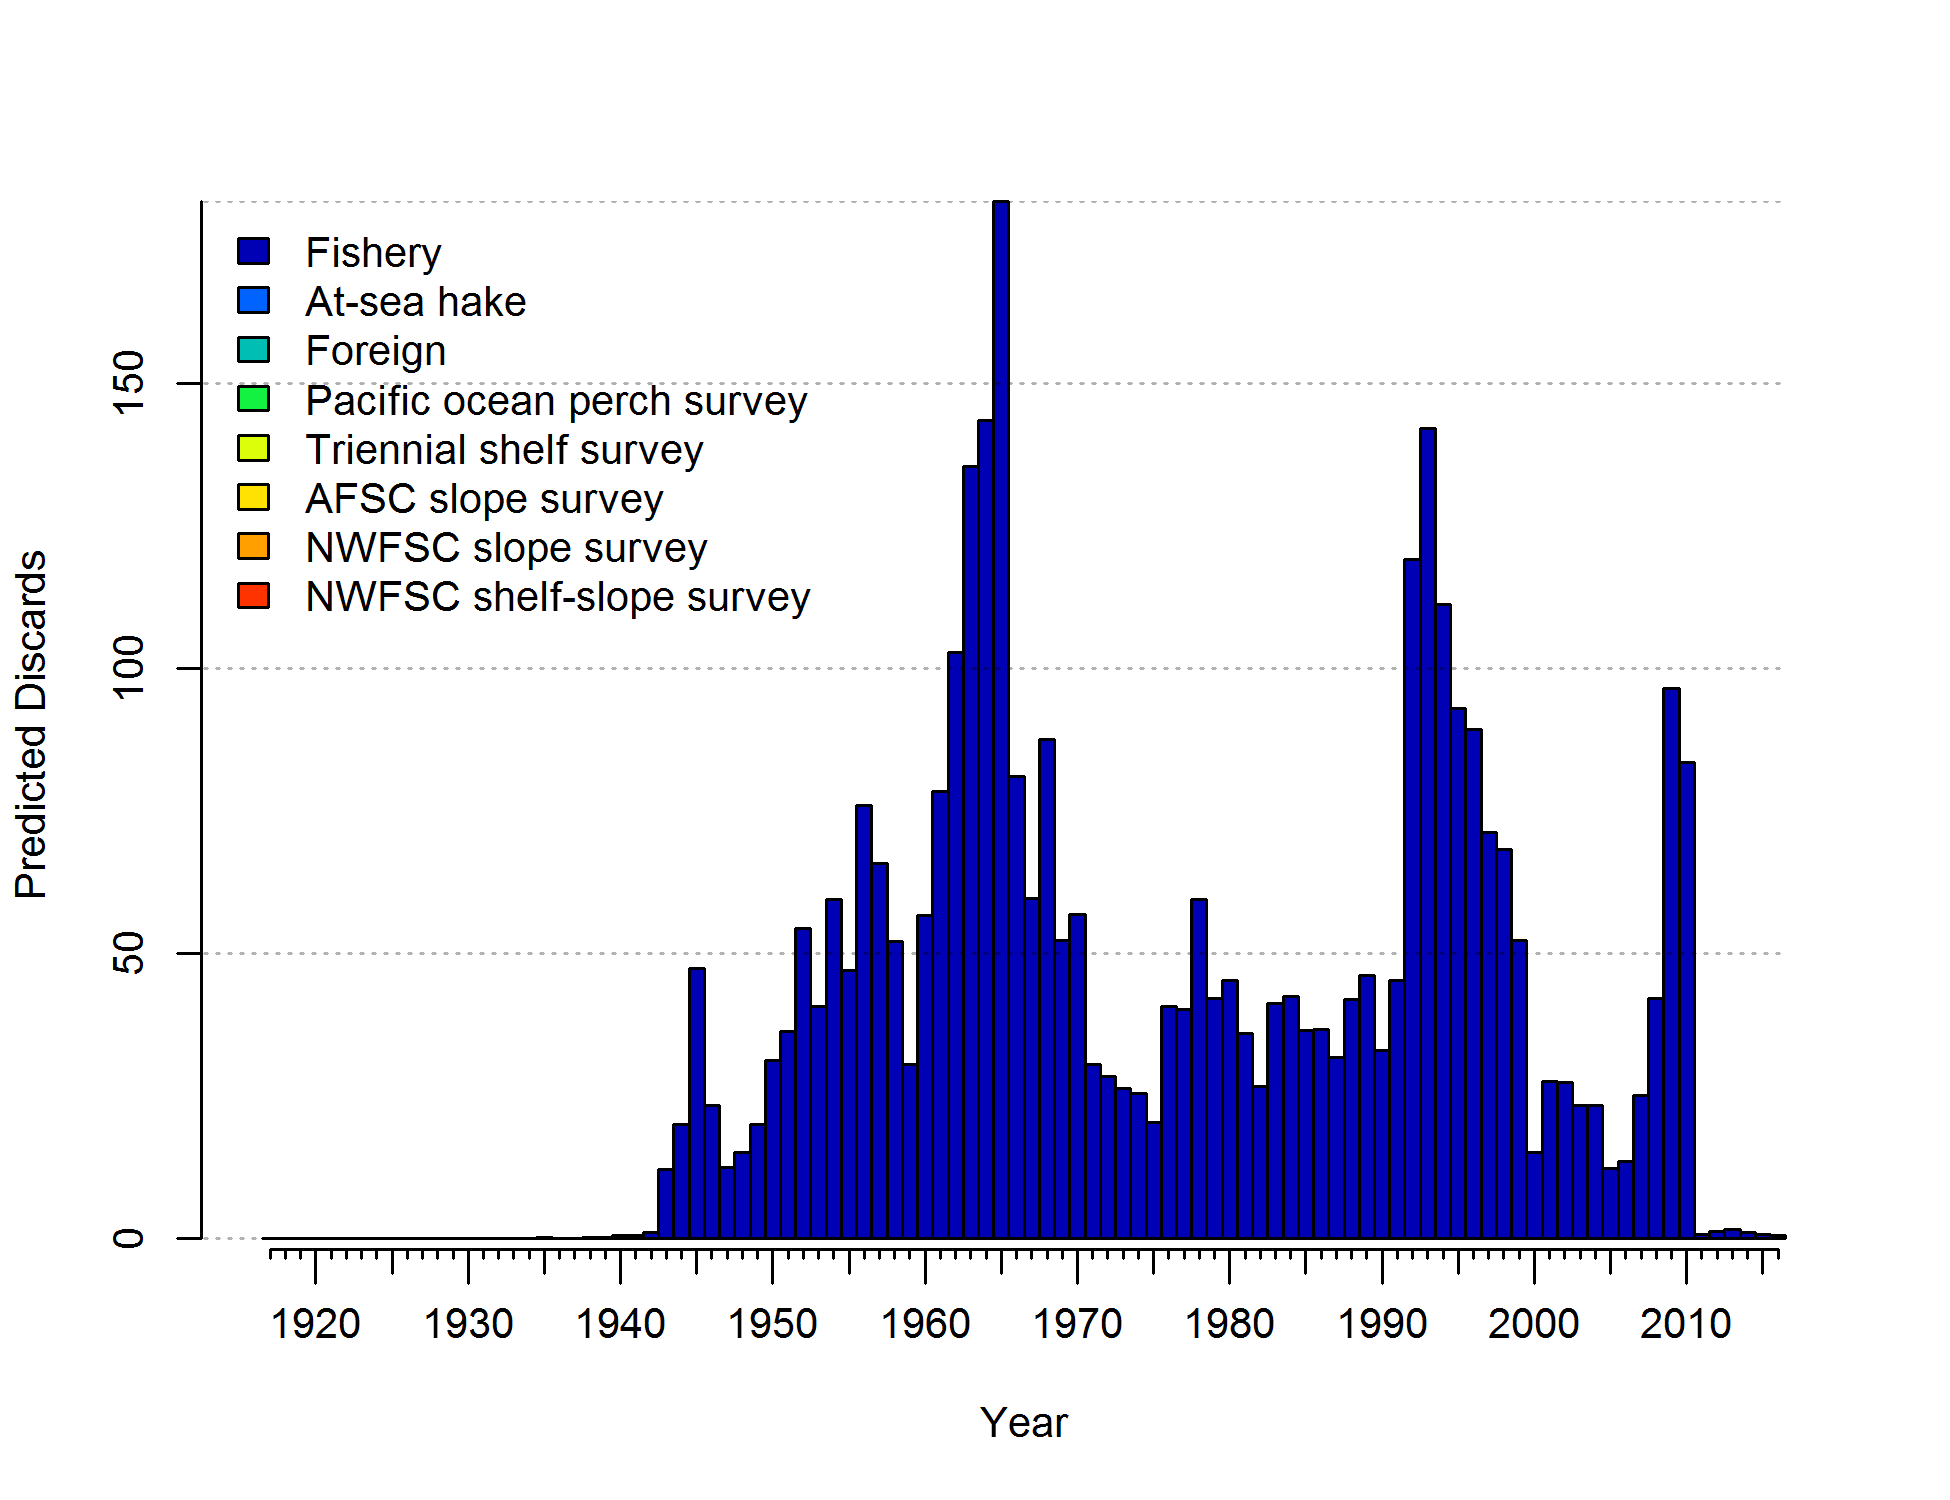 Fishery
At-sea hake
Foreign
Pacific ocean perch survey
Triennial shelf survey
AFSC slope survey
NWFSC slope survey
NWFSC shelf-slope survey
Predicted Discards
150
100
50
0
1920 1930 1940 1950 1960 1970 1980 1990 2000 2010
Year